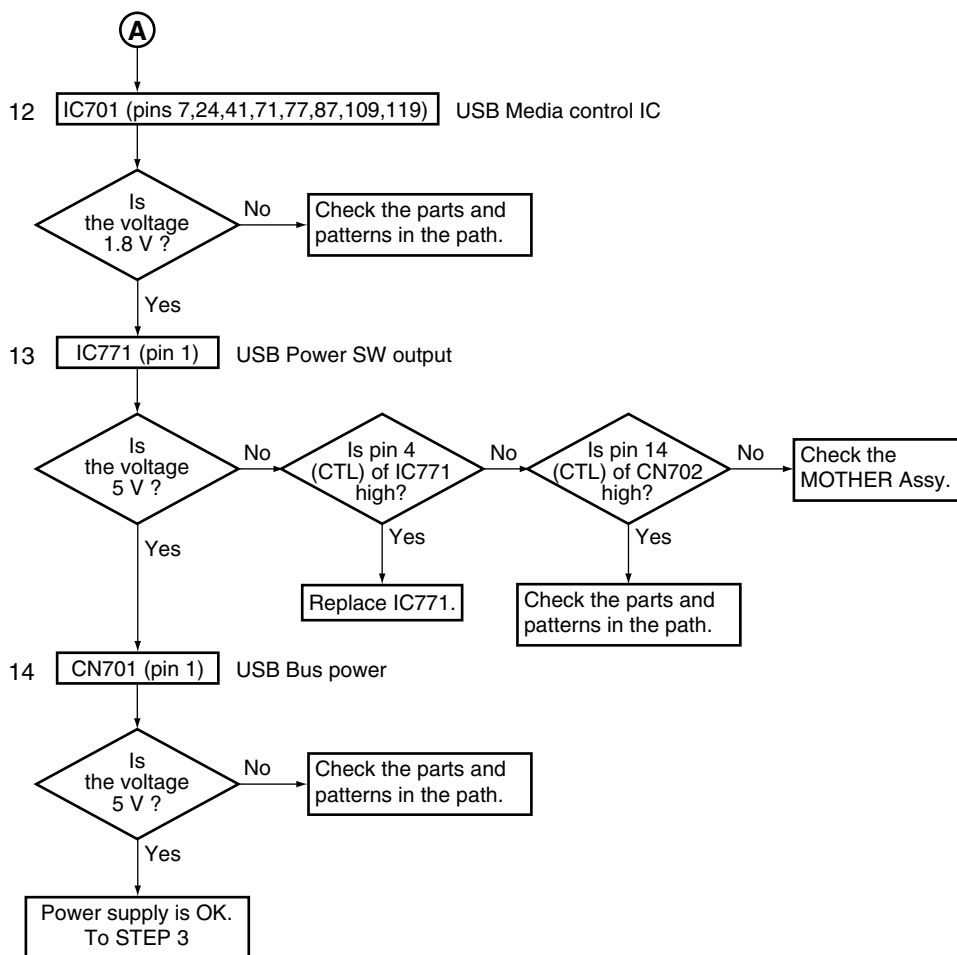 A
12
IC701 (pins 7,24,41,71,77,87,109,119)
USB Media control IC
Is
the voltage
1.8 V ?
No
Check the parts and
patterns in the path.
Yes
13
IC771 (pin 1)
USB Power SW output
Is
the voltage
5 V ?
No
Is pin 4
(CTL) of IC771
high?
No
Is pin 14
(CTL) of CN702
high?
No
Check the
MOTHER Assy.
Yes
Yes
Yes
Replace IC771.
Check the parts and
patterns in the path.
14
CN701 (pin 1)
USB Bus power
Is
the voltage
5 V ?
No
Check the parts and
patterns in the path.
Yes
Power supply is OK.
To STEP 3